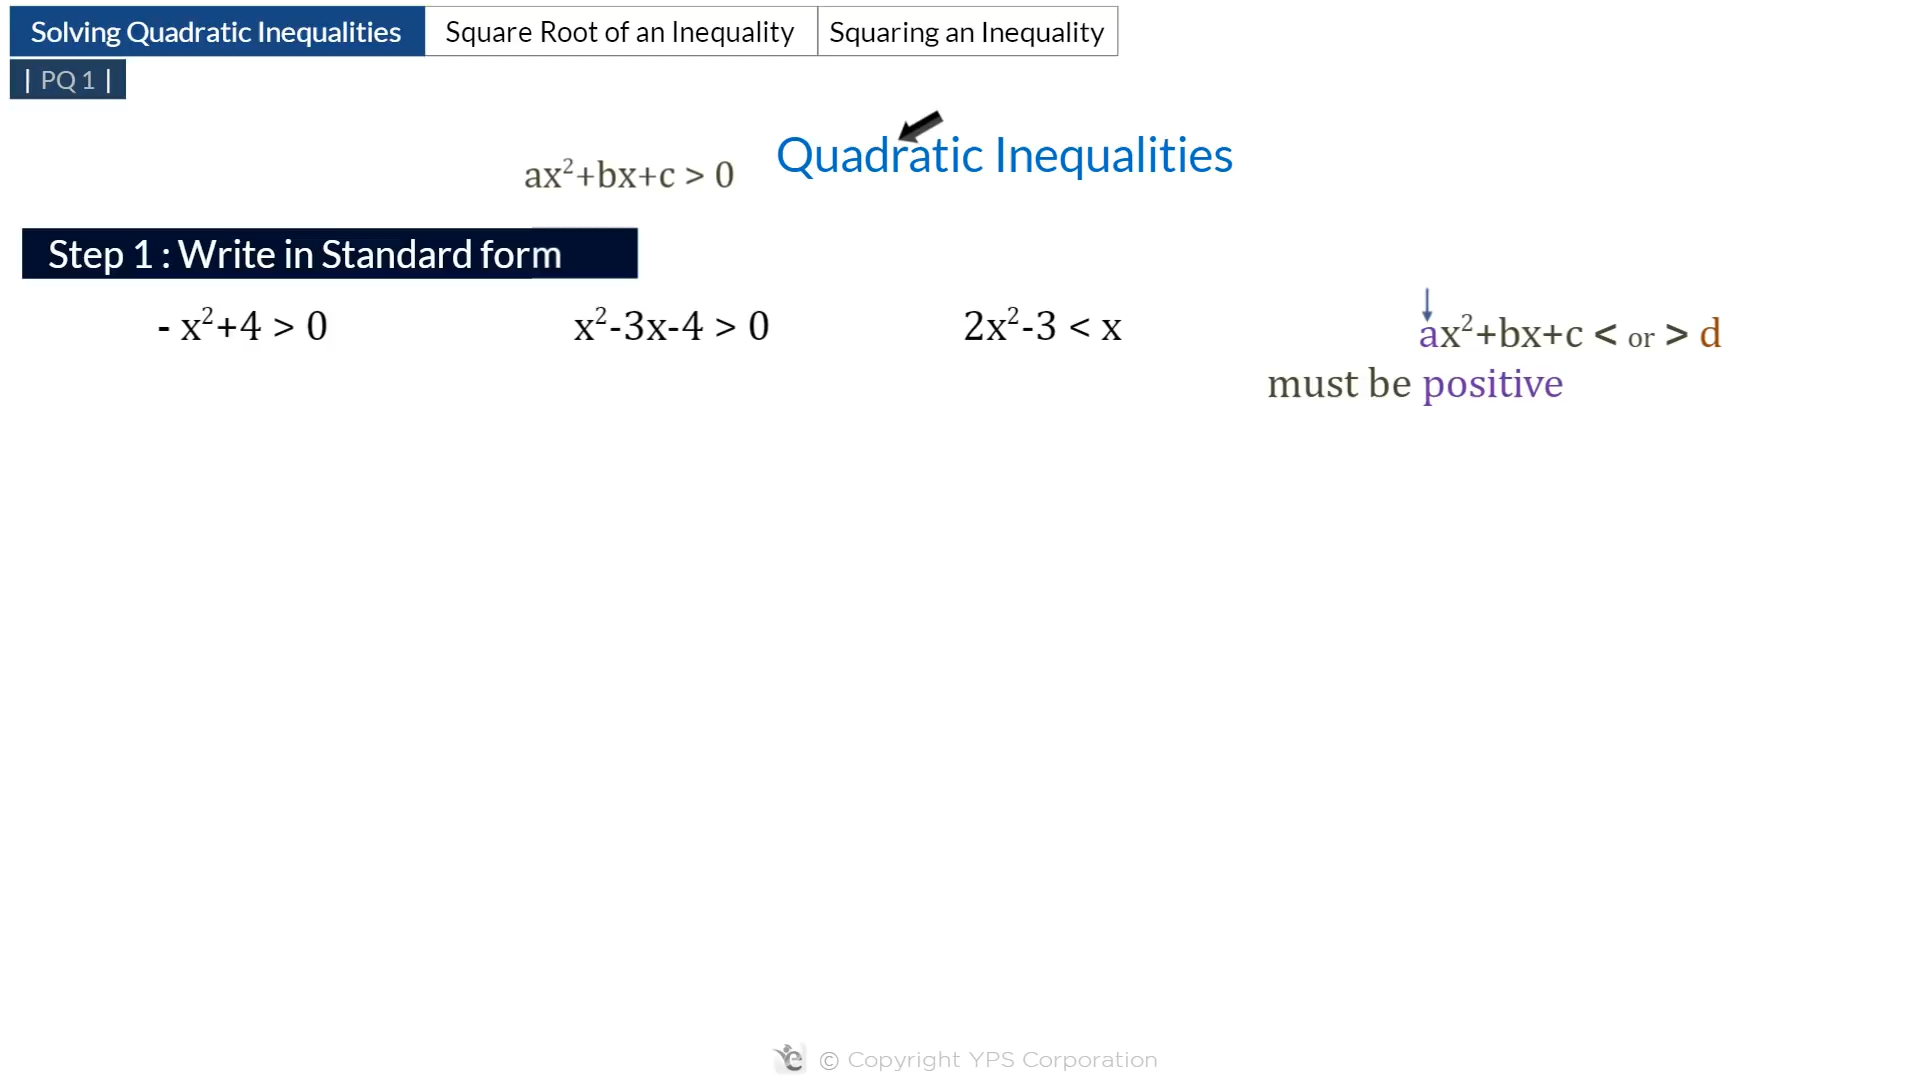 Solving Quadratic Inequalities Square Root of an Inequality Squaring an Inequality
| PQ 1 |
Quadratic Inequalities
ax²+bx+c > 0
Step 1 : Write in Standard form
- x²+4 > 0 x²-3x-4 > 0 2x²-3 < x ax²+bx+c < or > d
must be positive
© Copyright YPS Corporation